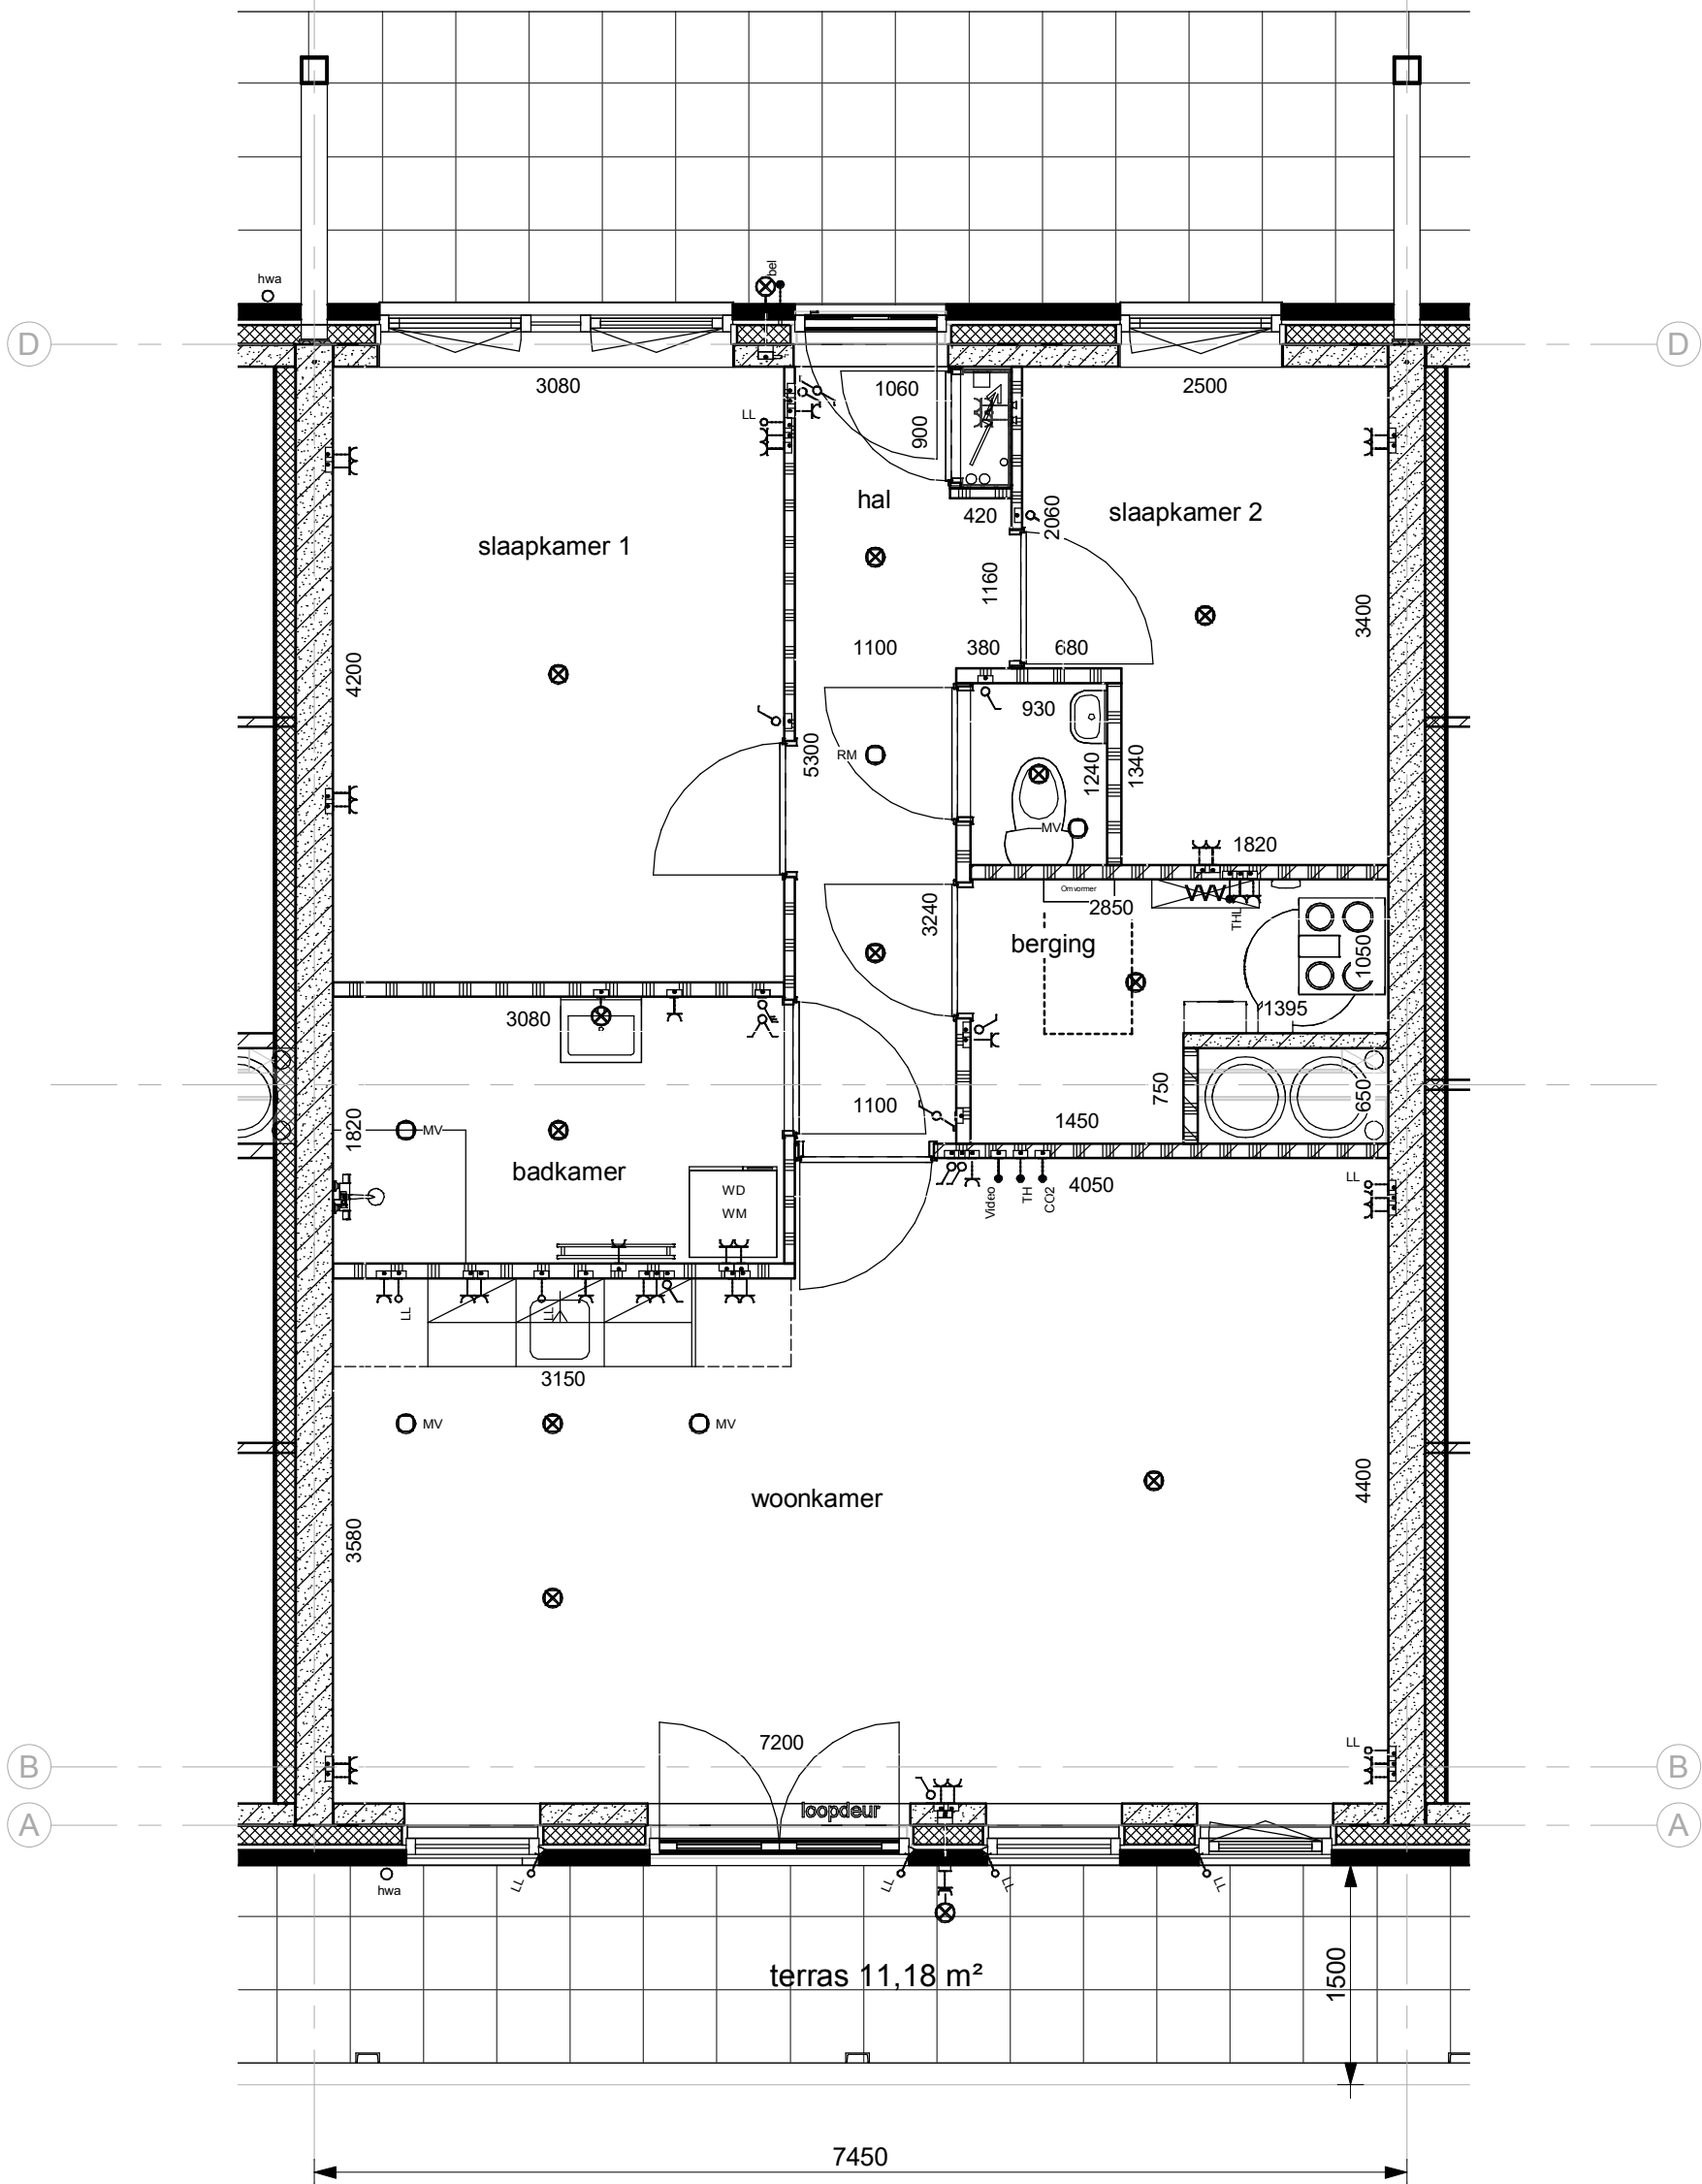 hwa
bel
D
D
3080
1060
2500
LL
900
hal
420
2060
slaapkamer 2
slaapkamer 1
1160
3400
1100
380
680
4200
930
RM
5300
1240
1340
MV
1820
Omvormer
2850
THL
3240
berging
1050
3080
1395
1820
MV
1100
750
650
1450
badkamer
WD
WM
Video
TH
CO2
4050
LL
LL
LL
3150
MV
MV
woonkamer
4400
3580
7200
LL
B
B
loopdeur
A
A
hwa
LL
LL
LL
LL
terras 11,18 m²
1500
7450